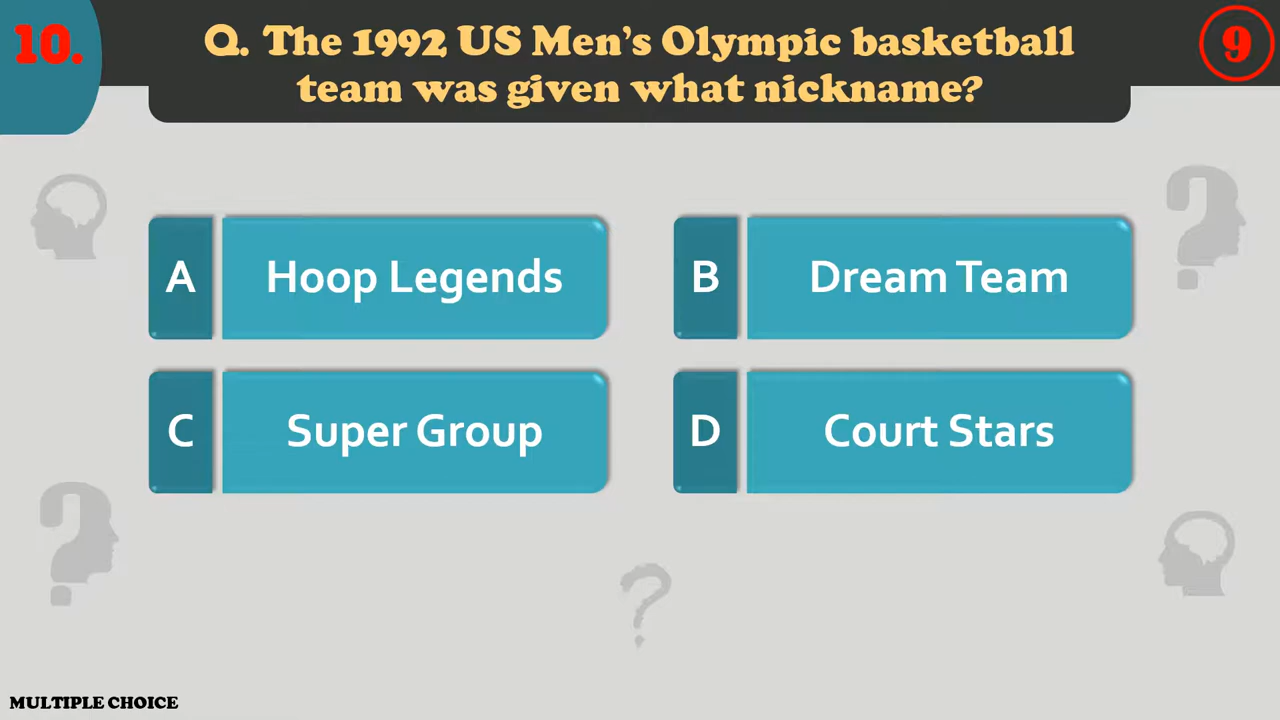 10.
Q. The 1992 US Men's Olympic basketball
team was given what nickname?
9
A
Hoop Legends
B
Dream Team
C
Super Group
D
Court Stars
MULTIPLE CHOICE